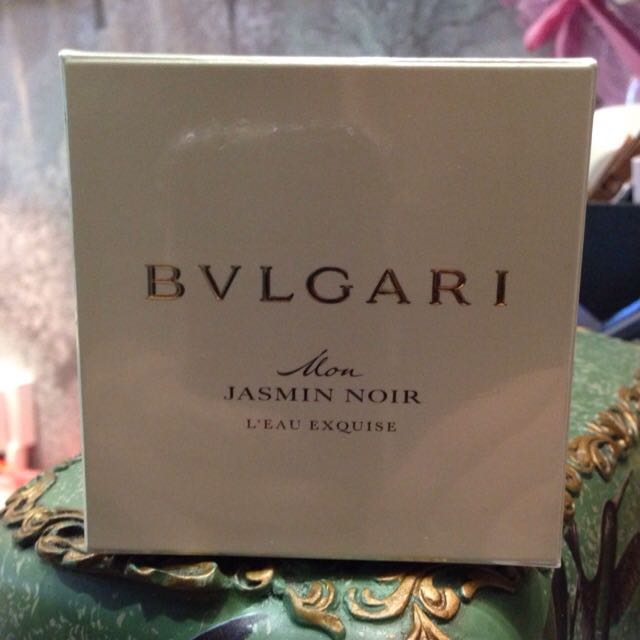 BVLGARI
Mon
JASMIN NOIR
L'EAU EXQUISE